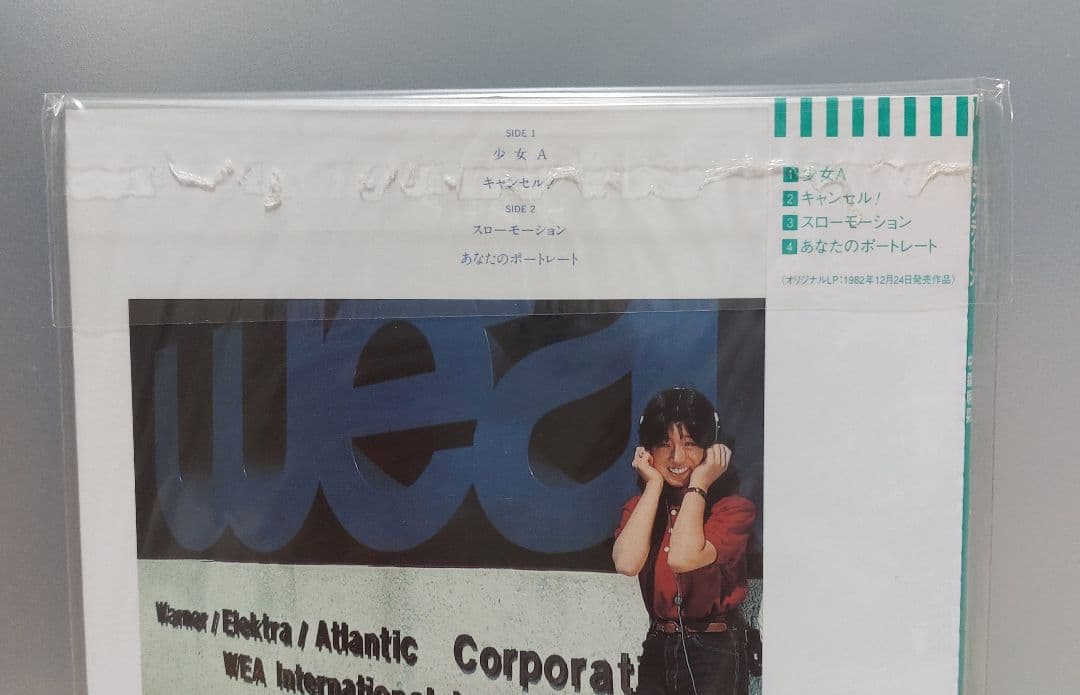 SIDE 1
少女A
キャンセル!
SIDE 2
スローモーション
あなたのポートレート
1 少女A
2 キャンセル!
3 スローモーション
4 あなたのポートレート
(オリジナルLP:1982年12月24日発売作品)
wea
Warner / Elektra / Atlantic Corporati
WEA International